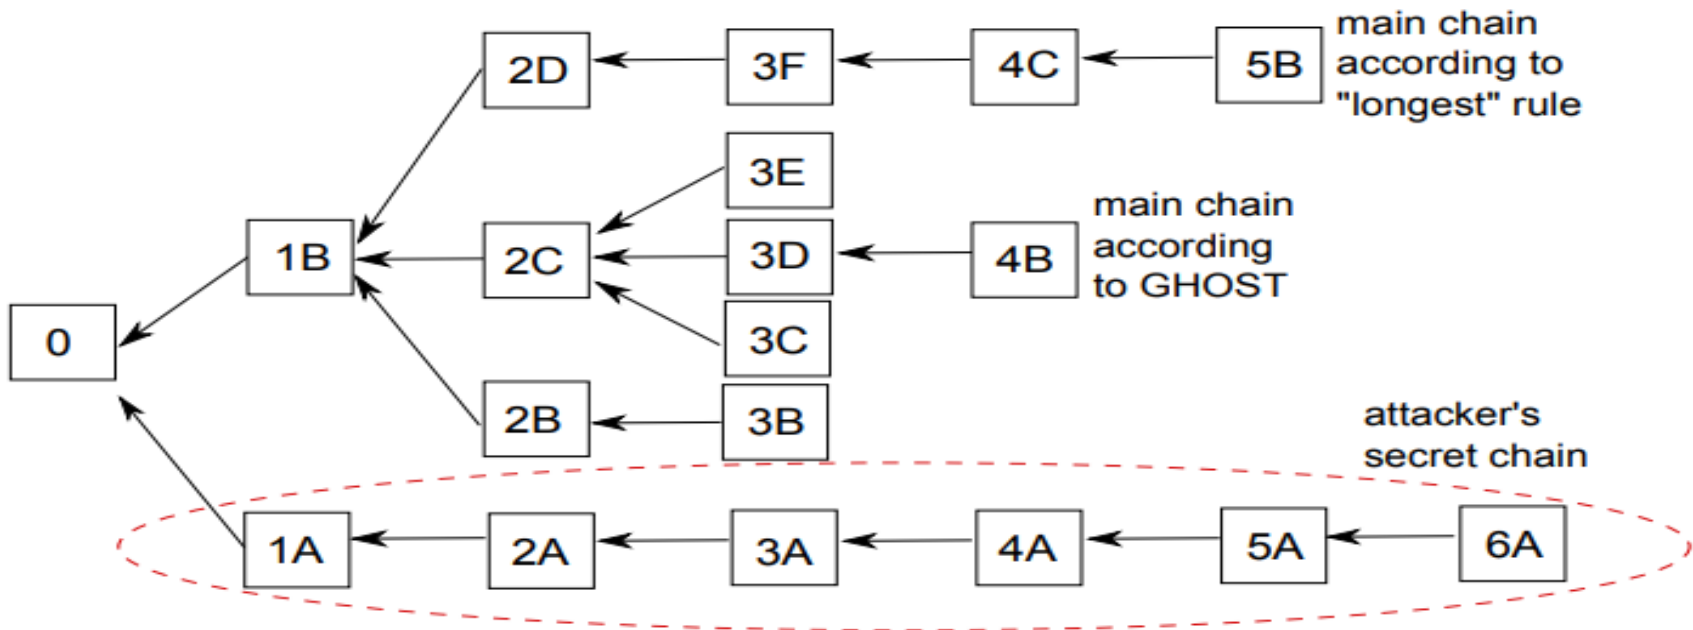 main chain
according to
"longest" rule
2D
3F
4C
5B
3E
main chain
according
to GHOST
1B
2C
3D
4B
0
3C
2B
3B
attacker's
secret chain
1A
2A
3A
4A
5A
6A